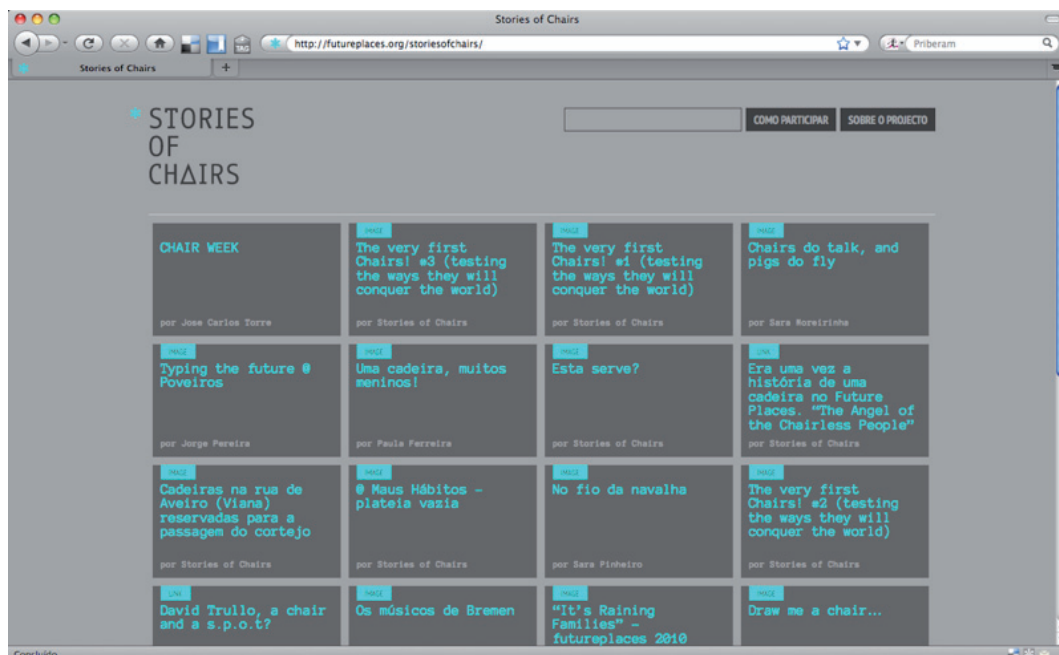 Stories of Chairs
http://futureplaces.org/storiesofchairs/
Priberam
Stories of Chairs
STORIES
OF
CHAIRS
COMO PARTICIPAR
SOBRE O PROJECTO
CHAIR WEEK
por Jose Carlos Torre
IMAGE
The very first
Chairs! #3 (testing
the ways they will
conquer the world)
por Stories of Chairs
IMAGE
The very first
Chairs! #1 (testing
the ways they will
conquer the world)
por Stories of Chairs
IMAGE
Chairs do talk, and
pigs do fly
por Sara Moreirinha
IMAGE
Typing the future @
Poveiros
por Jorge Pereira
IMAGE
Uma cadeira, muitos
meninos!
por Paula Ferreira
IMAGE
Esta serve?
por Stories of Chairs
LINK
Era uma vez a
história de uma
cadeira no Future
Places. "The Angel of
the Chairless People"
por Stories of Chairs
IMAGE
Cadeiras na rua de
Aveiro (Viana)
reservadas para a
passagem do cortejo
por Stories of Chairs
IMAGE
@ Maus Hábitos –
plateia vazia
por Stories of Chairs
IMAGE
No fio da navalha
por Sara Pinheiro
IMAGE
The very first
Chairs! #2 (testing
the ways they will
conquer the world)
por Stories of Chairs
LINK
David Trullo, a chair
and a s.p.o.t?
IMAGE
Os músicos de Bremen
IMAGE
"It's Raining
Families" –
futureplaces 2010
IMAGE
Draw me a chair...
Concluído